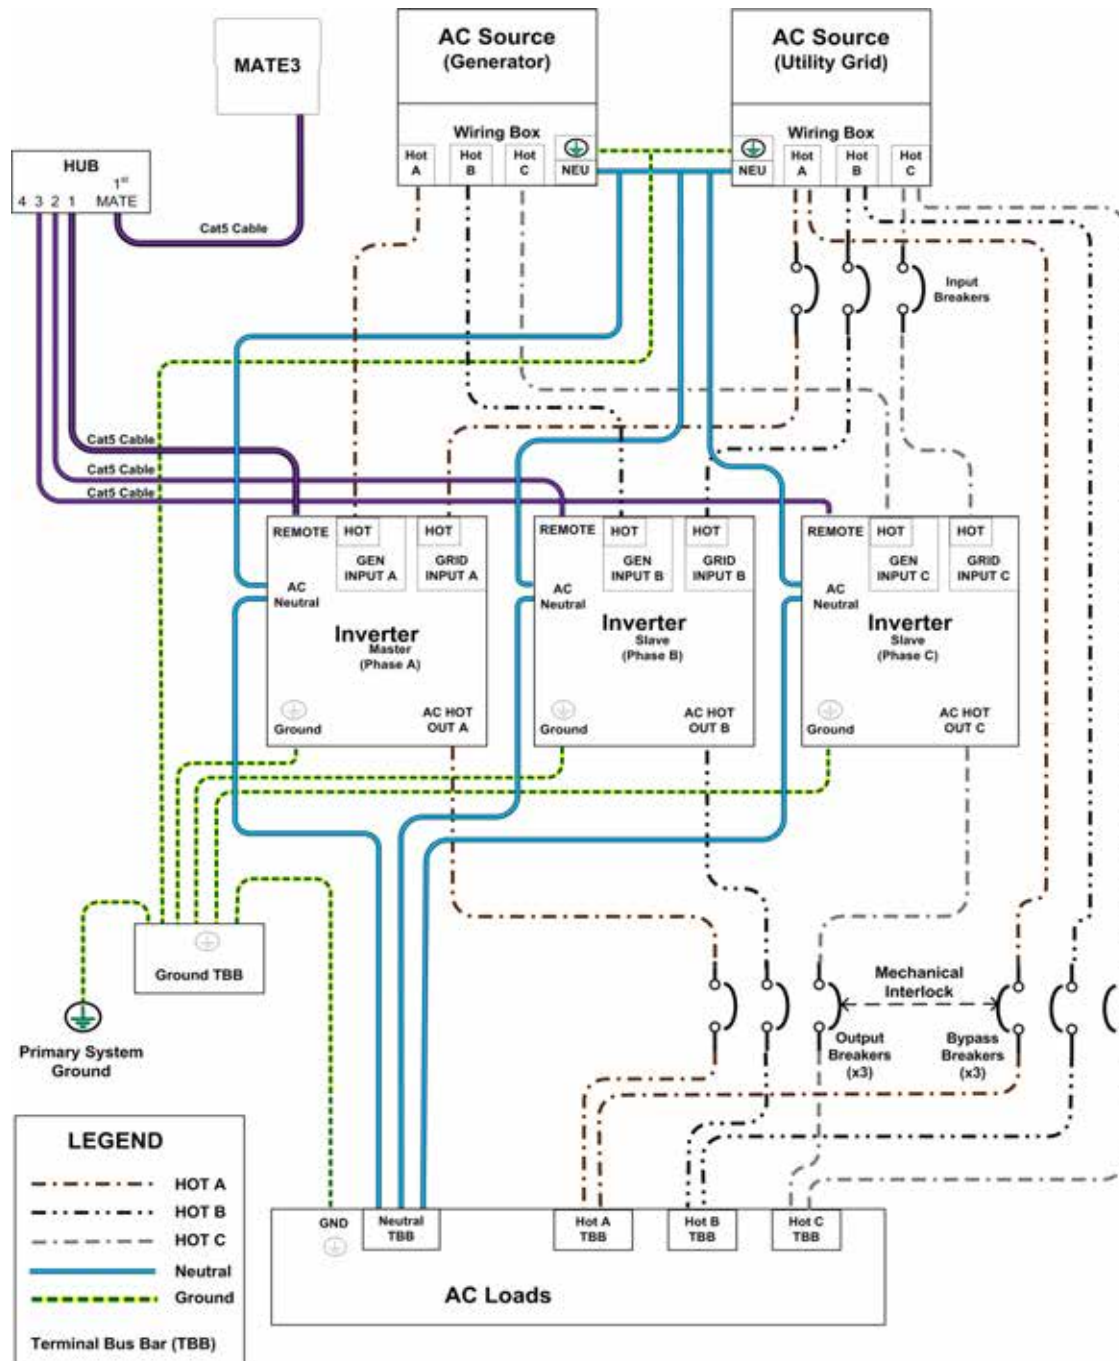 MATE3
AC Source
(Generator)
Wiring Box
Hot
A
Hot
B
Hot
C
NEU
AC Source
(Utility Grid)
Wiring Box
NEU
Hot
A
Hot
B
Hot
C
HUB
4 3 2 1
1st
MATE
Cat5 Cable
Input
Breakers
Cat5 Cable
Cat5 Cable
Cat5 Cable
REMOTE
HOT
HOT
GEN
INPUT A
GRID
INPUT A
AC
Neutral
Inverter
Master
(Phase A)
Ground
AC HOT
OUT A
REMOTE
HOT
HOT
GEN
INPUT B
GRID
INPUT B
AC
Neutral
Inverter
Slave
(Phase B)
AC HOT
OUT B
Ground
REMOTE
HOT
HOT
GEN
INPUT C
GRID
INPUT C
AC
Neutral
Inverter
Slave
(Phase C)
Ground
AC HOT
OUT C
Ground TBB
Primary System
Ground
Mechanical
Interlock
Output
Breakers
(x3)
Bypass
Breakers
(x3)
LEGEND
HOT A
HOT B
HOT C
Neutral
Ground
Terminal Bus Bar (TBB)
GND
Neutral
TBB
Hot A
TBB
Hot B
TBB
Hot C
TBB
AC Loads